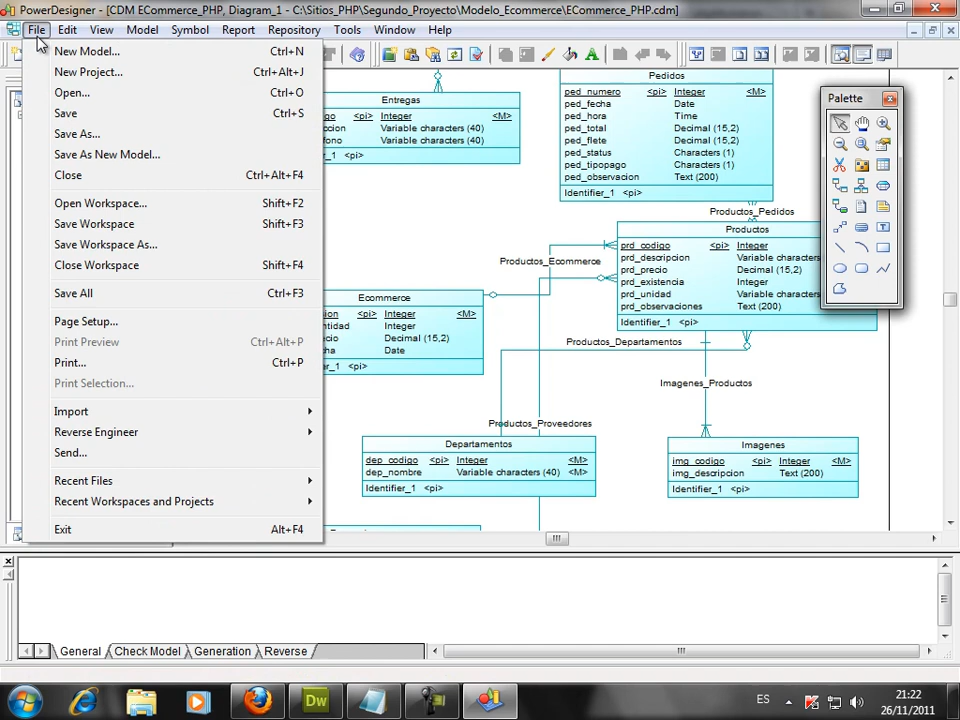 PowerDesigner - [CDM ECommerce_PHP, Diagram_1 - C:\Sitios_PHP\Segundo_Proyecto\Modelo_Ecommerce\ECommerce_PHP.cdm]
File Edit View Model Symbol Report Repository Tools Window Help
New Model... Ctrl+N
New Project... Ctrl+Alt+J
Open... Ctrl+O
Save Ctrl+S
Save As...
Save As New Model...
Close Ctrl+Alt+F4
Open Workspace... Shift+F2
Save Workspace Shift+F3
Save Workspace As...
Close Workspace Shift+F4
Save All Ctrl+F3
Page Setup...
Print Preview Ctrl+Alt+P
Print... Ctrl+P
Print Selection...
Import
Reverse Engineer
Send...
Recent Files
Recent Workspaces and Projects
Exit Alt+F4
Entregas
<pi> Integer <M>
Variable characters (40)
Variable characters (40)
<pi>
Pedidos
ped_numero <pi> Integer <M>
ped_fecha Date
ped_hora Time
ped_total Decimal (15,2)
ped_flete Decimal (15,2)
ped_status Characters (1)
ped_tipopago Characters (1)
ped_observacion Text (200)
Identifier_1 <pi>
Productos_Pedidos
Productos
prd_codigo <pi> Integer
prd_descripcion Variable characters
prd_precio Decimal (15,2)
prd_existencia Integer
prd_unidad Variable characters
prd_observaciones Text (200)
Identifier_1 <pi>
Productos_Ecommerce
Ecommerce
<pi> Integer <M>
Integer
Decimal (15,2)
Date
<pi>
Productos_Departamentos
Imagenes_Productos
Productos_Proveedores
Departamentos
dep_codigo <pi> Integer <M>
dep_nombre Variable characters (40) <M>
Identifier_1 <pi>
Imagenes
img_codigo <pi> Integer <M>
img_descripcion Text (200)
Identifier_1 <pi>
Palette
General Check Model Generation Reverse
Dw
ES
21:22
26/11/2011